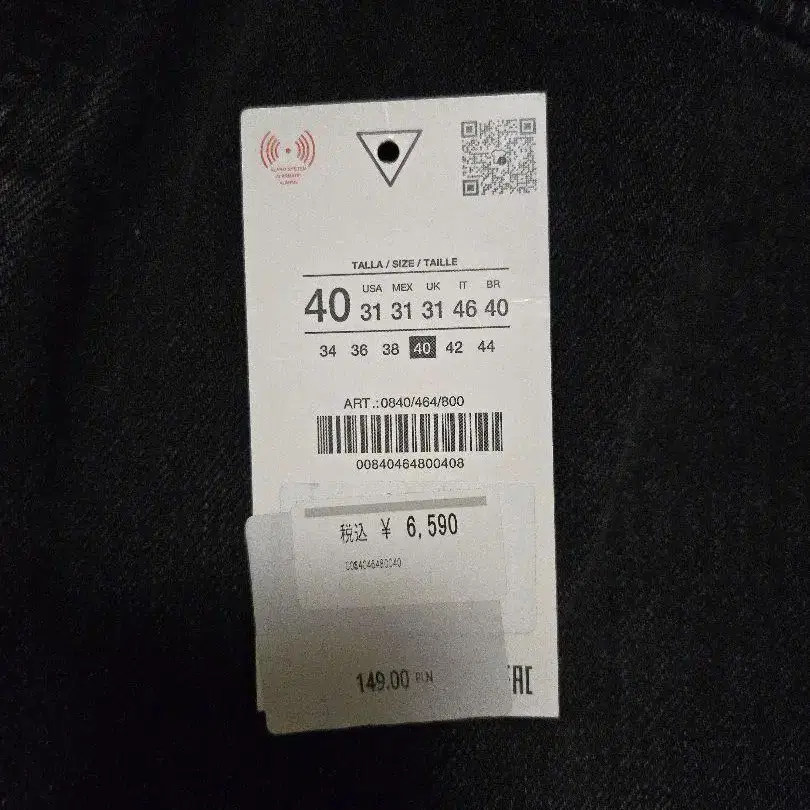 TALLA / SIZE / TAILLE
40 USA 31 MEX 31 UK 31 IT 46 BR 40
34 36 38 40 42 44
ART.:0840/464/800
00840464800408
税込 ¥ 6,590
0084046480040
149.00 PLN